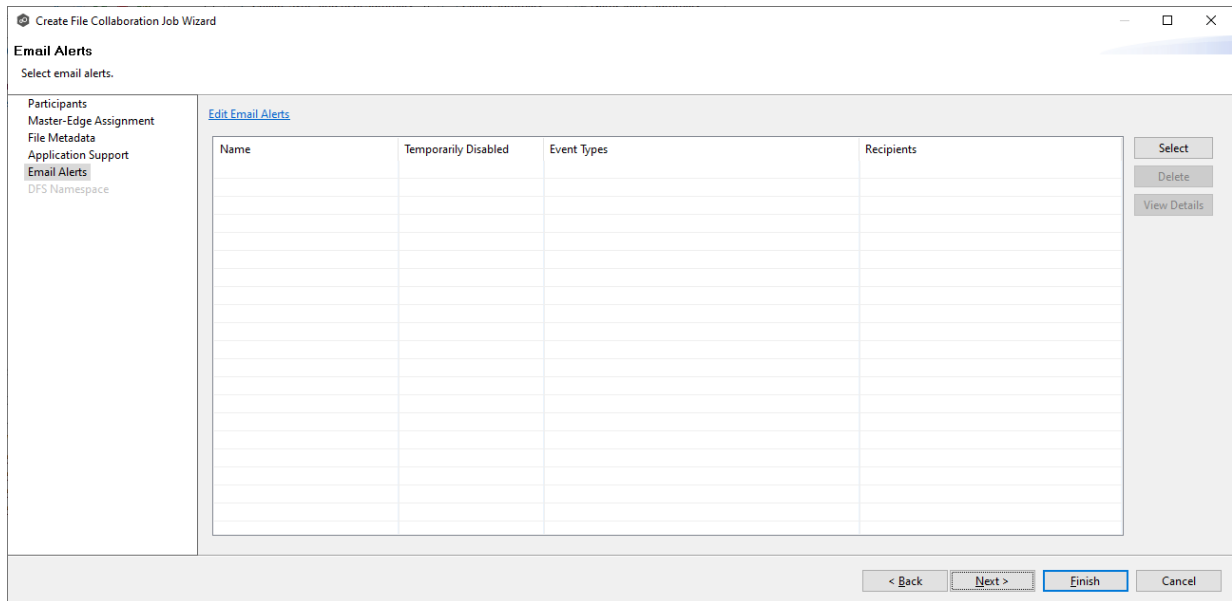 Create File Collaboration Job Wizard
Email Alerts
Select email alerts.
Participants
Master-Edge Assignment
File Metadata
Application Support
Email Alerts
DFS Namespace
Edit Email Alerts
Name Temporarily Disabled Event Types Recipients
Select
Delete
View Details
< Back Next > Finish Cancel